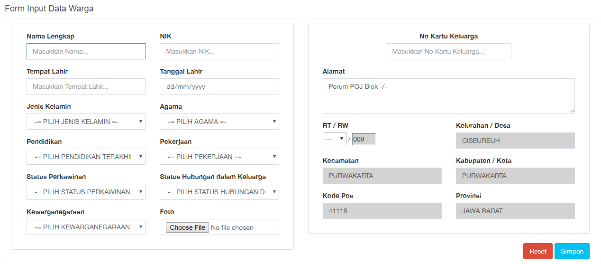 Form Input Data Warga
Nama Lengkap
NIK
Masukkan Nama...
Masukkan NIK...
Tempat Lahir
Tanggal Lahir
Masukkan Tempat Lahir...
dd/mm/yyyy
Jenis Kelamin
Agama
-= PILIH JENIS KELAMIN =-
-= PILIH AGAMA =-
Pendidikan
Pekerjaan
-= PILIH PENDIDIKAN TERAKHI
-= PILIH PEKERJAAN =-
Status Perkawinan
Status Hubungan dalam Keluarga
-= PILIH STATUS PERKAWINAN
-= PILIH STATUS HUBUNGAN D
Kewarganegaraan
Foto
-= PILIH KEWARGANEGARAAN
Choose File No file chosen
No Kartu Keluarga
Masukkan No Kartu Keluarga...
Alamat
Perum POJ Blok -/-
RT / RW
Kelurahan / Desa
---- / 009
CISEUREUH
Kecamatan
Kabupaten / Kota
PURWAKARTA
PURWAKARTA
Kode Pos
Provinsi
41118
JAWA BARAT
Reset
Simpan